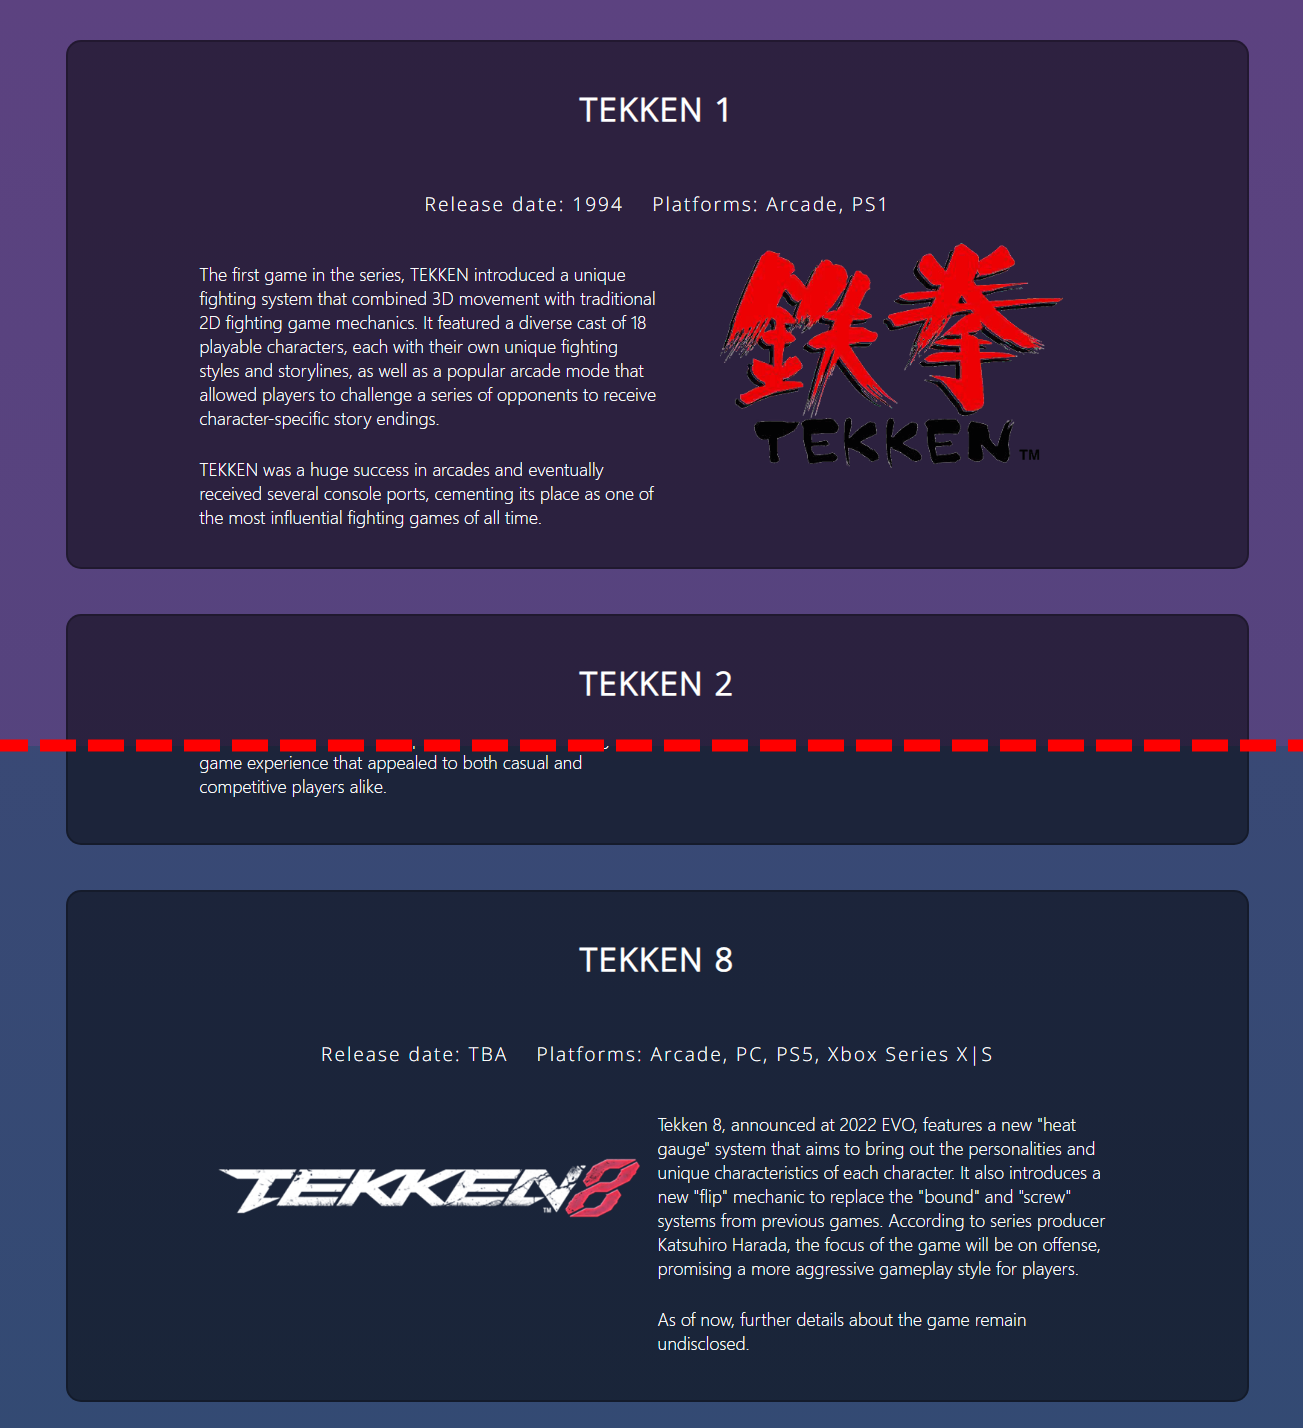 TEKKEN 1
Release date: 1994 Platforms: Arcade, PS1
The first game in the series, TEKKEN introduced a unique
fighting system that combined 3D movement with traditional
2D fighting game mechanics. It featured a diverse cast of 18
playable characters, each with their own unique fighting
styles and storylines, as well as a popular arcade mode that
allowed players to challenge a series of opponents to receive
character-specific story endings.
TEKKEN was a huge success in arcades and eventually
received several console ports, cementing its place as one of
the most influential fighting games of all time.
鉄拳
TEKKEN™
TEKKEN 2
game experience that appealed to both casual and
competitive players alike.
TEKKEN 8
Release date: TBA Platforms: Arcade, PC, PS5, Xbox Series X|S
TEKKEN8™
Tekken 8, announced at 2022 EVO, features a new "heat
gauge" system that aims to bring out the personalities and
unique characteristics of each character. It also introduces a
new "flip" mechanic to replace the "bound" and "screw"
systems from previous games. According to series producer
Katsuhiro Harada, the focus of the game will be on offense,
promising a more aggressive gameplay style for players.
As of now, further details about the game remain
undisclosed.